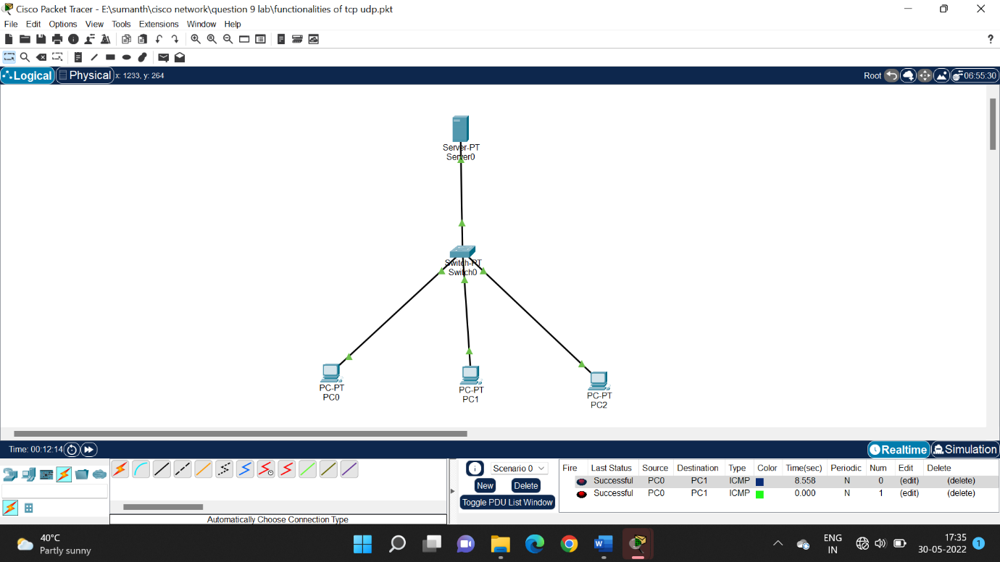 Cisco Packet Tracer - E:\sumanth\cisco network\question 9 lab\functionalities of tcp udp.pkt
File Edit Options View Tools Extensions Window Help
?
Logical Physical x: 1233, y: 264 Root 06:55:30
Server-PT
Server0
Switch-PT
Switch0
PC-PT
PC0
PC-PT
PC1
PC-PT
PC2
Time: 00:12:14 Realtime Simulation
Scenario 0
New Delete
Toggle PDU List Window
Fire Last Status Source Destination Type Color Time(sec) Periodic Num Edit Delete
Successful PC0 PC1 ICMP 8.558 N 0 (edit) (delete)
Successful PC0 PC1 ICMP 0.000 N 1 (edit) (delete)
Automatically Choose Connection Type
40°C
Partly sunny
ENG
IN
17:35
30-05-2022
1